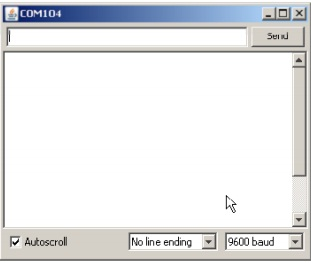 COM104
Send
Autoscroll
No line ending
9600 baud